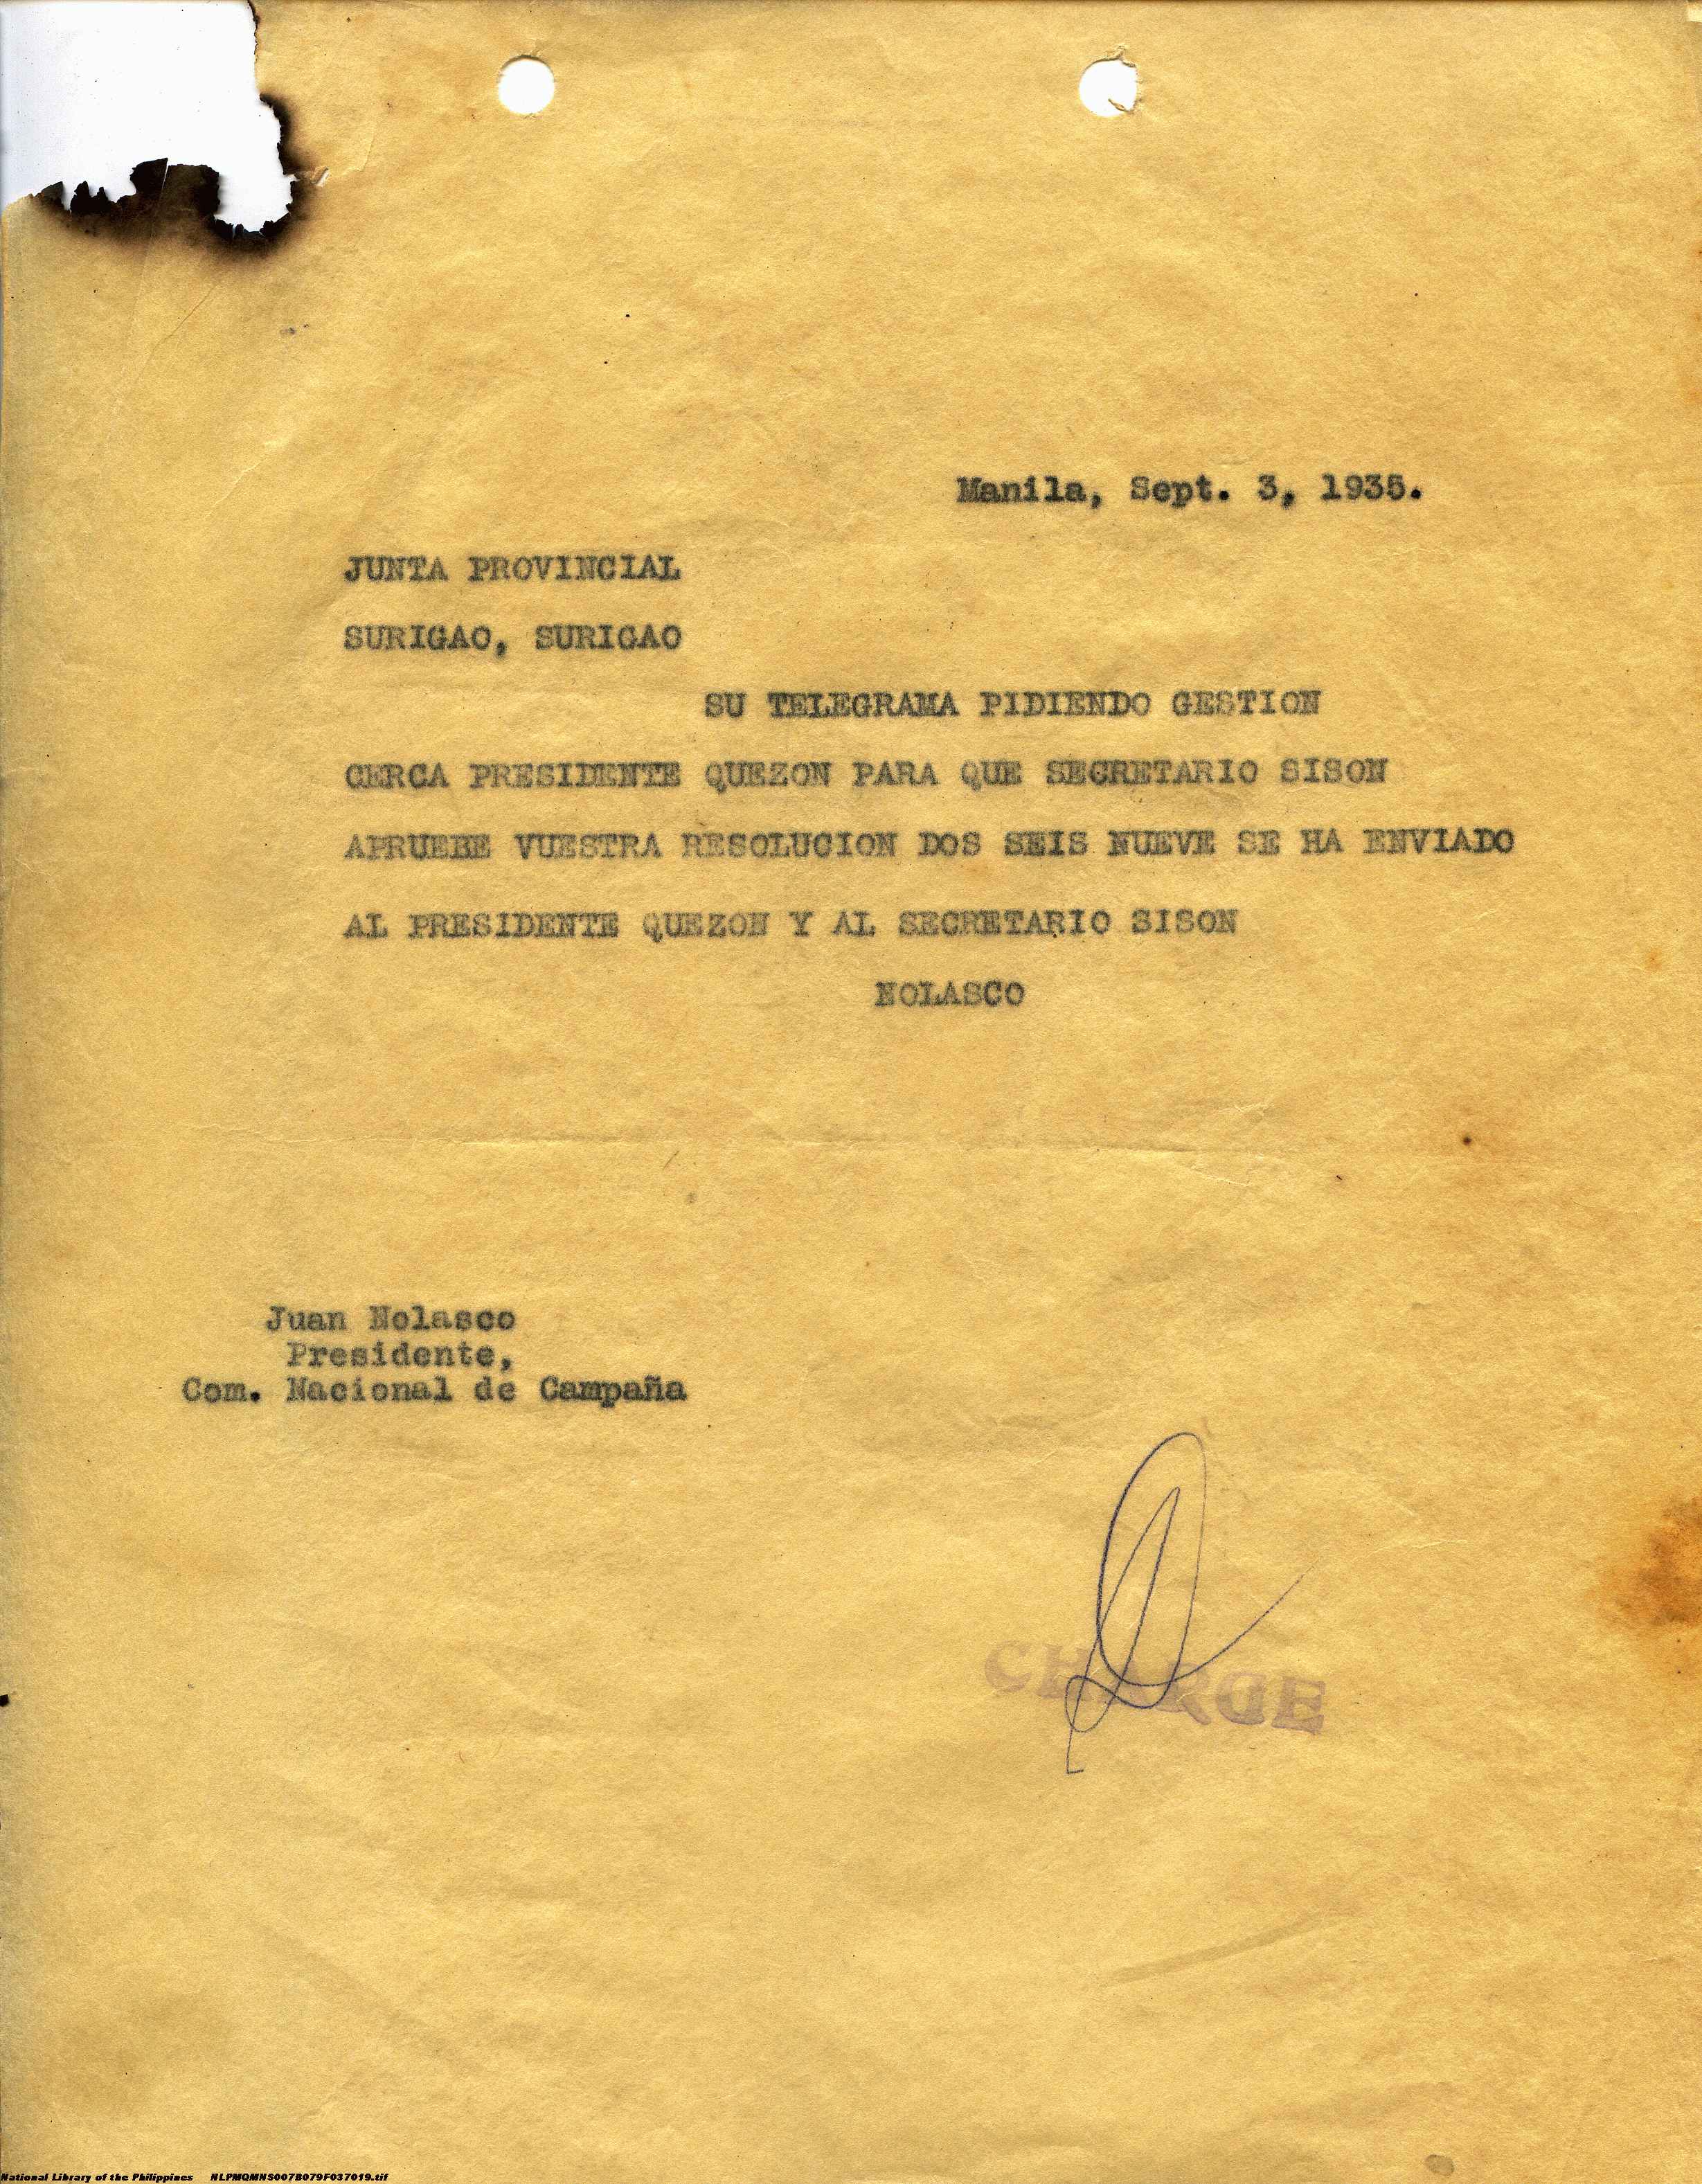 Manila, Sept. 3, 1935.
JUNTA PROVINCIAL
SURIGAO, SURIGAO
SU TELEGRAMA PIDIENDO GESTION
CERCA PRESIDENTE QUEZON PARA QUE SECRETARIO SISON
APRUEBE VUESTRA RESOLUCION DOS SEIS NUEVE SE HA ENVIADO
AL PRESIDENTE QUEZON Y AL SECRETARIO SISON
NOLASCO
Juan Nolasco
Presidente,
Com. Nacional de Campaña
CHARGE
National Library of the Philippines NLPMQMNS007B079F037019.tif